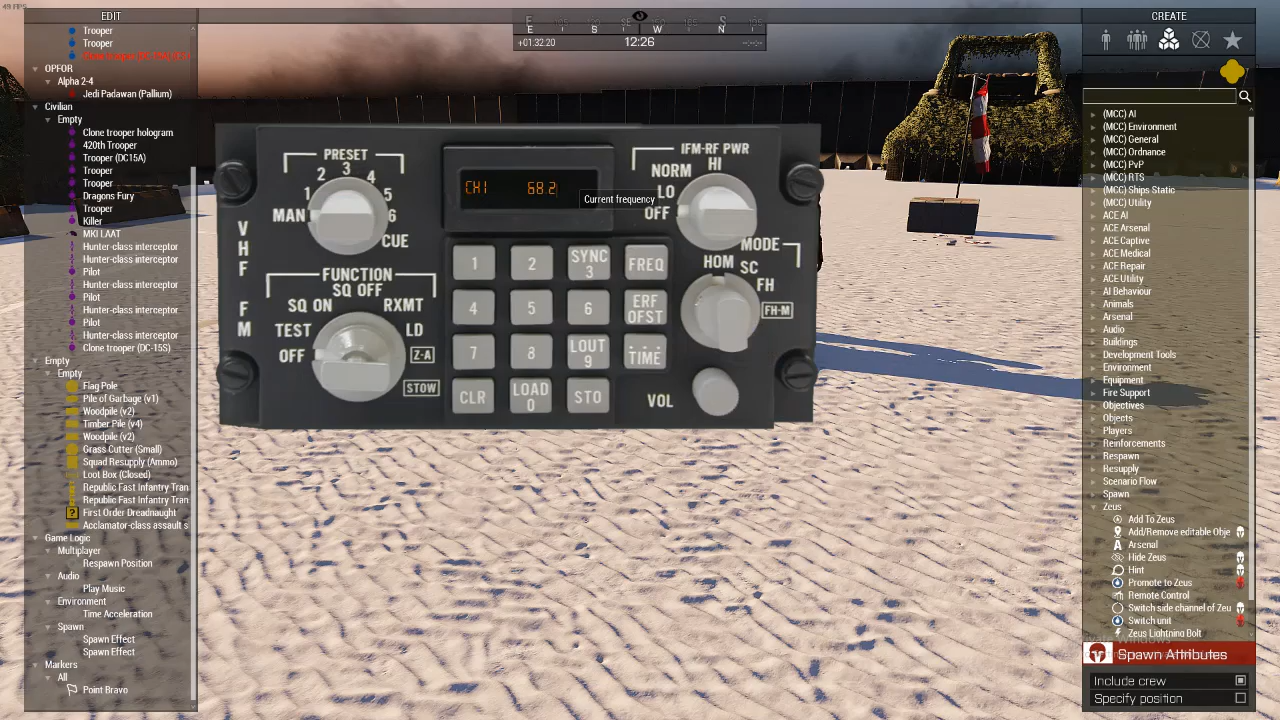 49 FPS
EDIT
Trooper
Trooper
OPFOR
Alpha 2-4
Jedi Padawan (Pallium)
Civilian
Empty
Clone trooper hologram
420th Trooper
Trooper (DC15A)
Trooper
Trooper
Dragons Fury
Trooper
Killer
MKI LAAT
Hunter-class interceptor
Hunter-class interceptor
Pilot
Hunter-class interceptor
Pilot
Hunter-class interceptor
Pilot
Hunter-class interceptor
Clone trooper (DC-15S)
Empty
Empty
Flag Pole
Pile of Garbage (v1)
Woodpile (v2)
Timber Pile (v4)
Woodpile (v2)
Grass Cutter (Small)
Squad Resupply (Ammo)
Loot Box (Closed)
Republic Fast Infantry Tran
Republic Fast Infantry Tran
? First Order Dreadnaught
Acclamator-class assault s
Game Logic
Multiplayer
Respawn Position
Audio
Play Music
Environment
Time Acceleration
Spawn
Spawn Effect
Spawn Effect
Markers
All
Point Bravo
E 105 120 SE 150 W 165 N 105
E S W N
+01.32.20 12:26 --:--
PRESET
1 2 3 4 5 6
MAN
CUE
CH1 68.2
Current frequency
IFM-RF PWR
NORM HI
LO
OFF
VHF FM
FUNCTION
SQ OFF
SQ ON RXMT
TEST LD
OFF Z-A
STOW
1 2 SYNC 3 FREQ
4 5 6 ERF OFST
7 8 LOUT 9 TIME
CLR LOAD 0 STO
MODE
HOM SC
FH
FH-M
VOL
CREATE
(MCC) AI
(MCC) Environment
(MCC) General
(MCC) Ordnance
(MCC) PvP
(MCC) RTS
(MCC) Ships Static
(MCC) Utility
ACE AI
ACE Arsenal
ACE Captive
ACE Medical
ACE Repair
ACE Utility
AI Behaviour
Animals
Arsenal
Audio
Buildings
Development Tools
Environment
Equipment
Fire Support
Objectives
Objects
Players
Reinforcements
Respawn
Resupply
Scenario Flow
Spawn
Zeus
Add To Zeus
Add/Remove editable Obje
Arsenal
Hide Zeus
Hint
Promote to Zeus
Remote Control
Switch side channel of Zeu
Switch unit
Zeus Lightning Bolt
Spawn Attributes
Include crew
Specify position